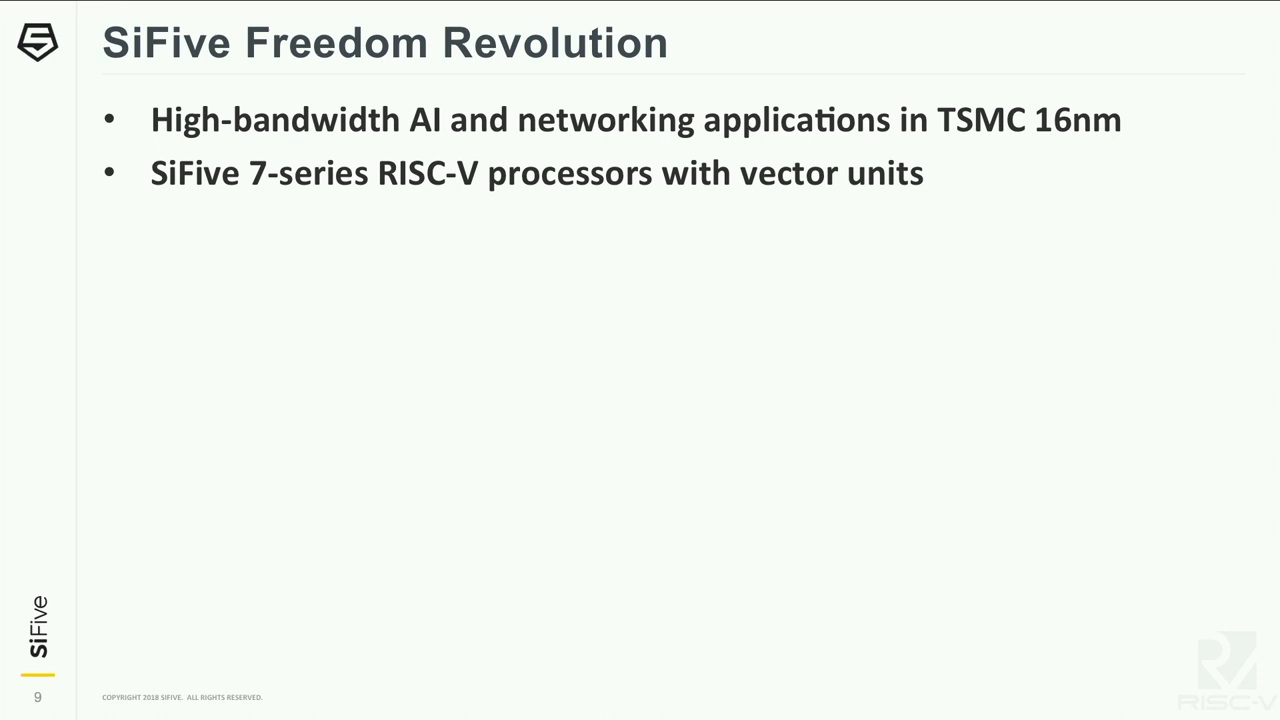 SiFive Freedom Revolution
• High-bandwidth AI and networking applications in TSMC 16nm
• SiFive 7-series RISC-V processors with vector units
SiFive
9
COPYRIGHT 2018 SIFIVE. ALL RIGHTS RESERVED.
RISC-V